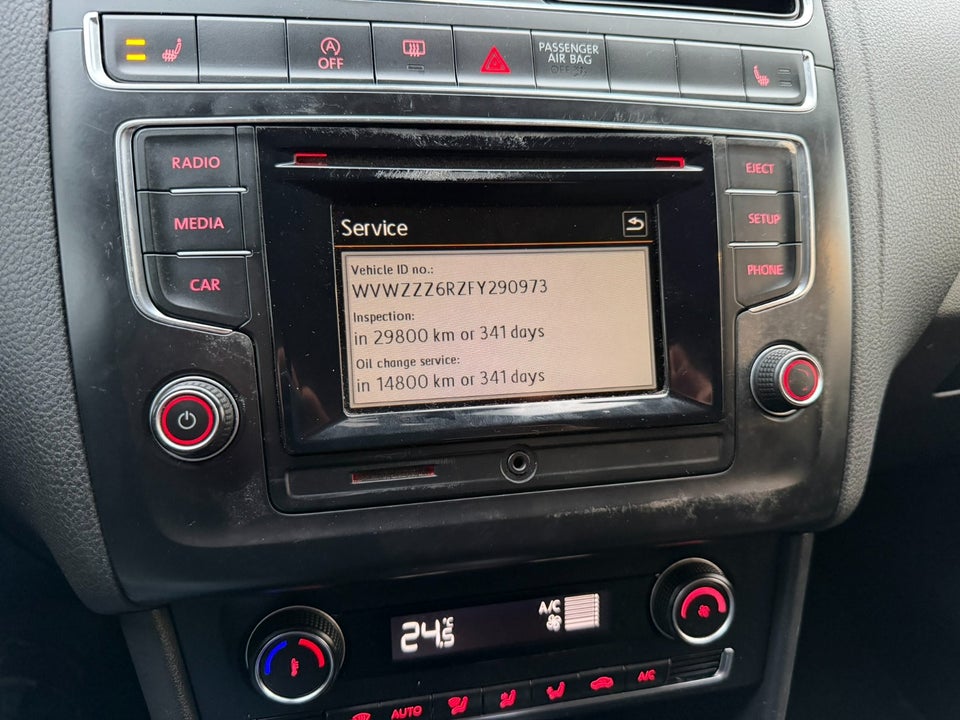 OFF
PASSENGER
AIR BAG
OFF
RADIO
MEDIA
CAR
EJECT
SETUP
PHONE
Service
Vehicle ID no.:
WVWZZZ6RZFY290973
Inspection:
in 29800 km or 341 days
Oil change service:
in 14800 km or 341 days
24.5 °C
A/C
AUTO
A/C